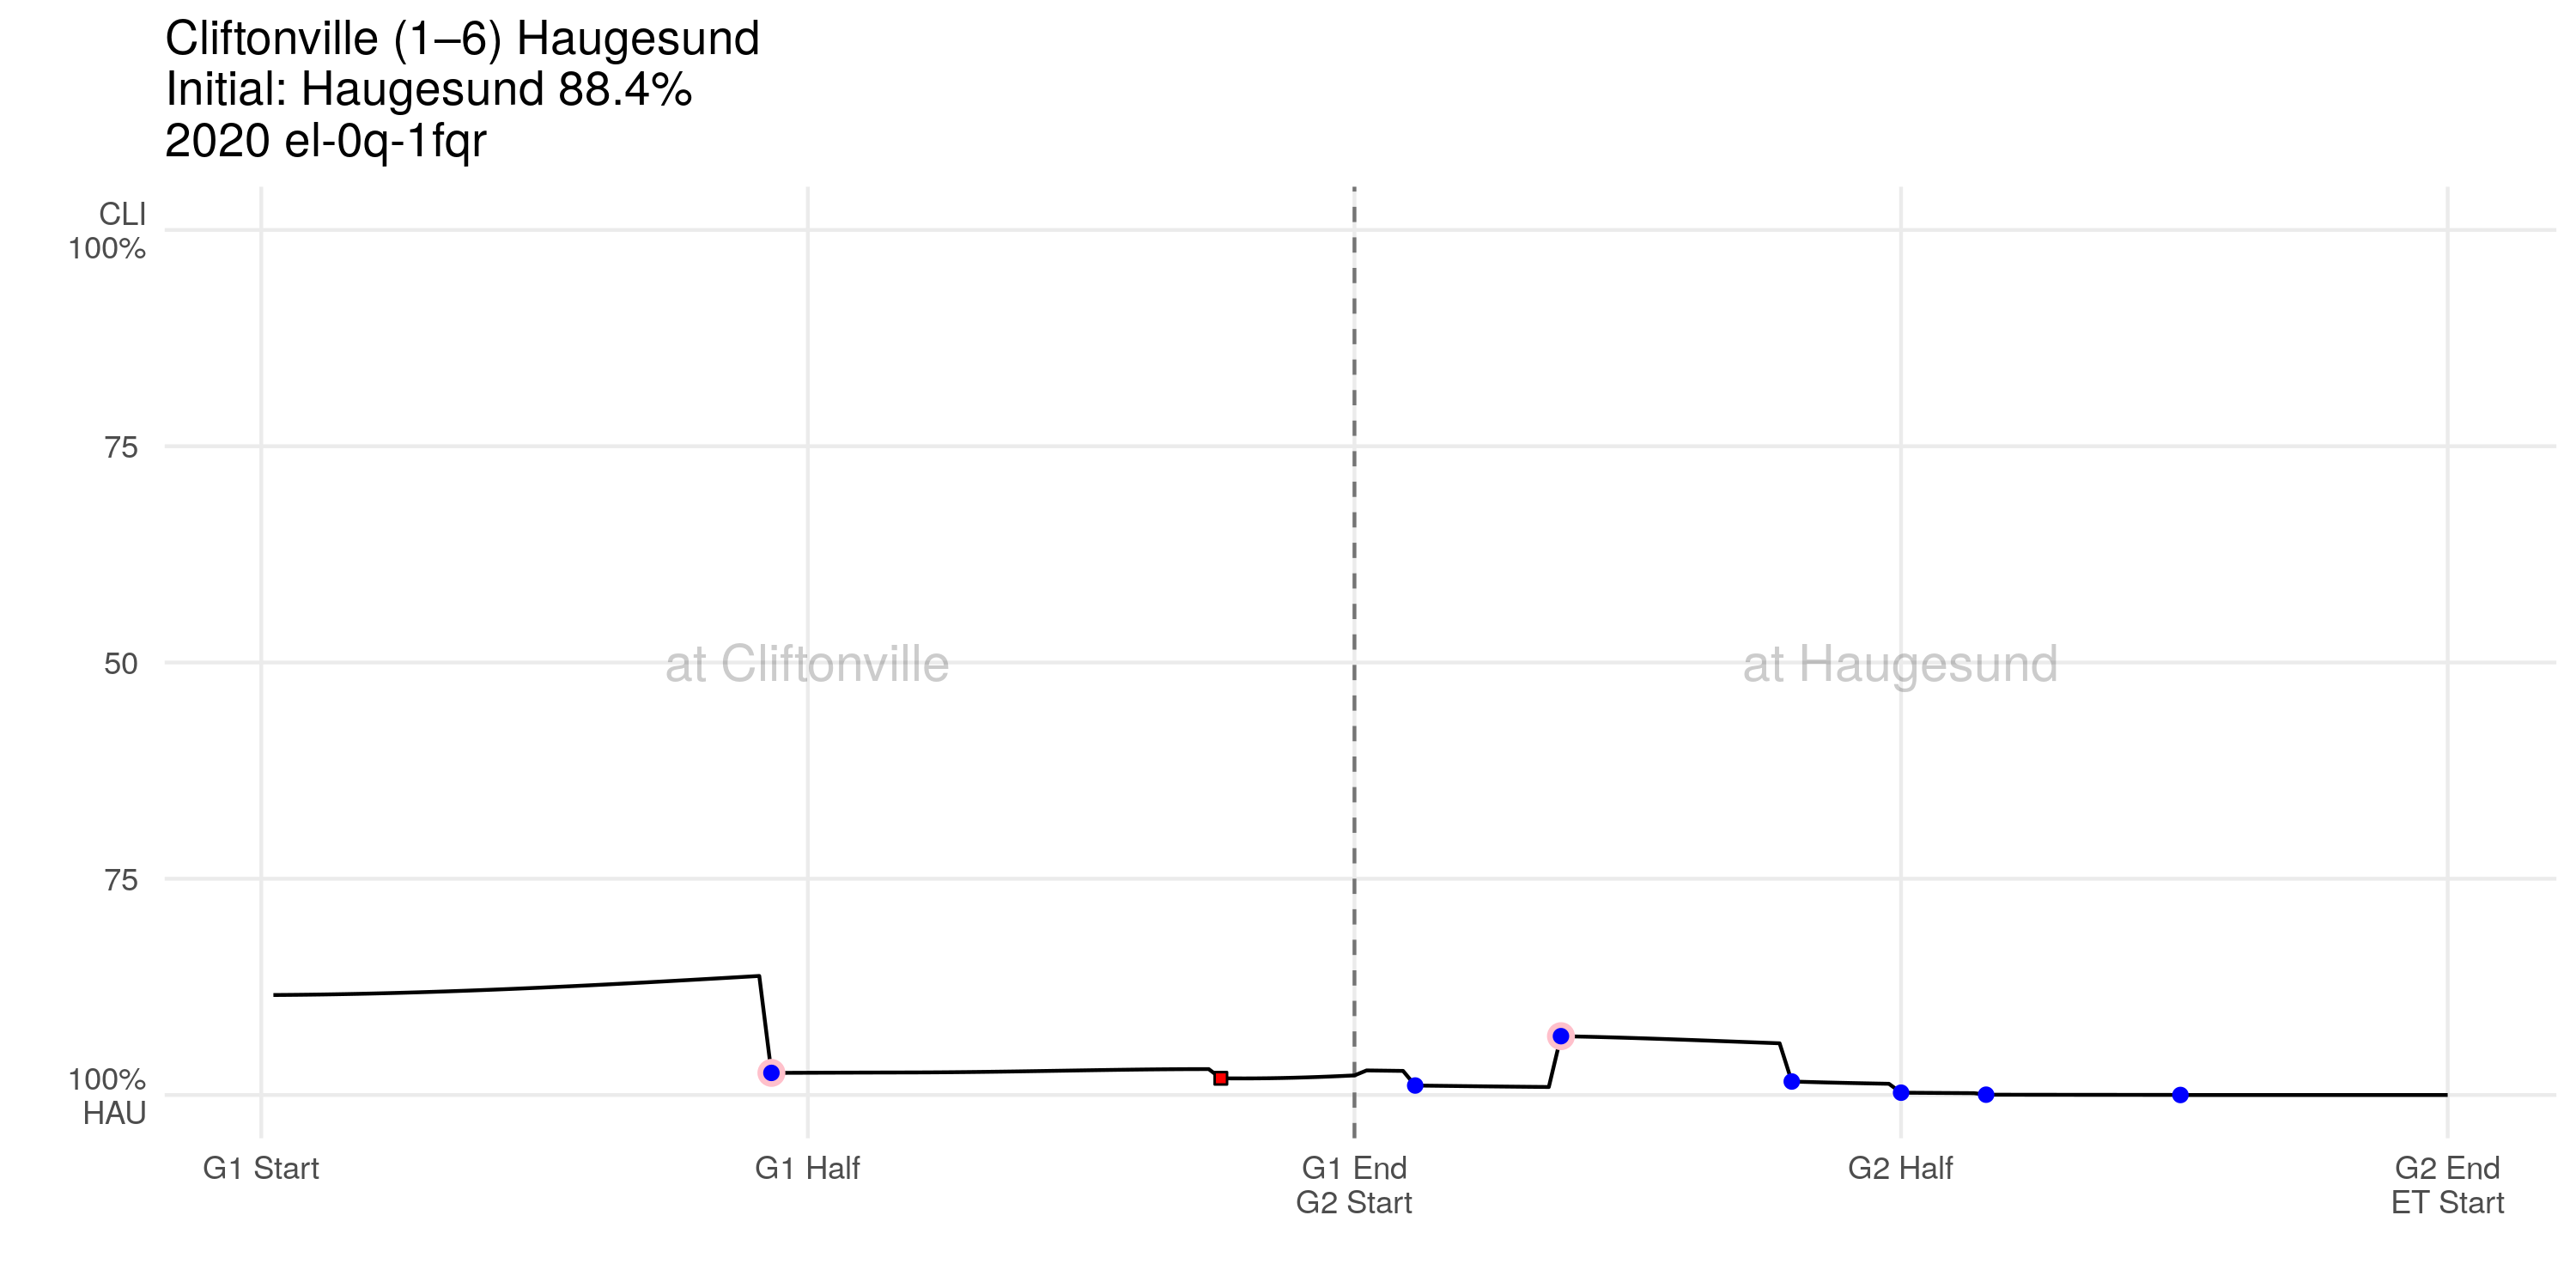 Cliftonville (1–6) Haugesund
Initial: Haugesund 88.4%
2020 el-0q-1fqr
CLI
100%
75
50
at Cliftonville
at Haugesund
75
100%
HAU
G1 Start
G1 Half
G1 End
G2 Start
G2 Half
G2 End
ET Start